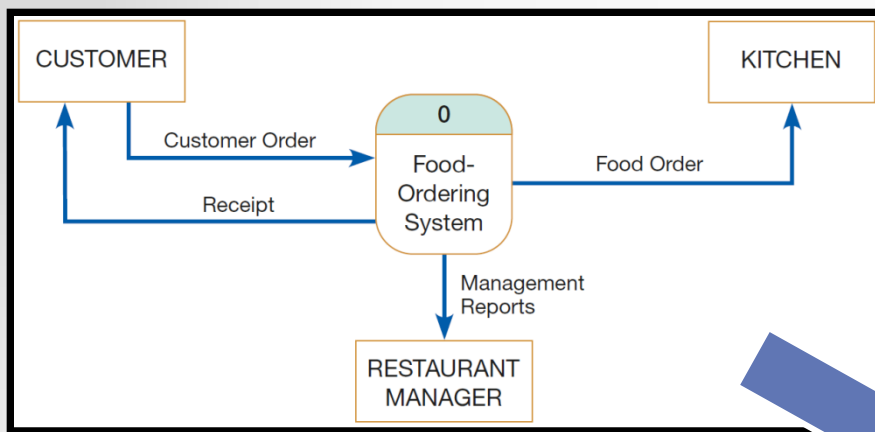 CUSTOMER
KITCHEN
0
Customer Order
Food-
Ordering
System
Food Order
Receipt
Management
Reports
RESTAURANT
MANAGER